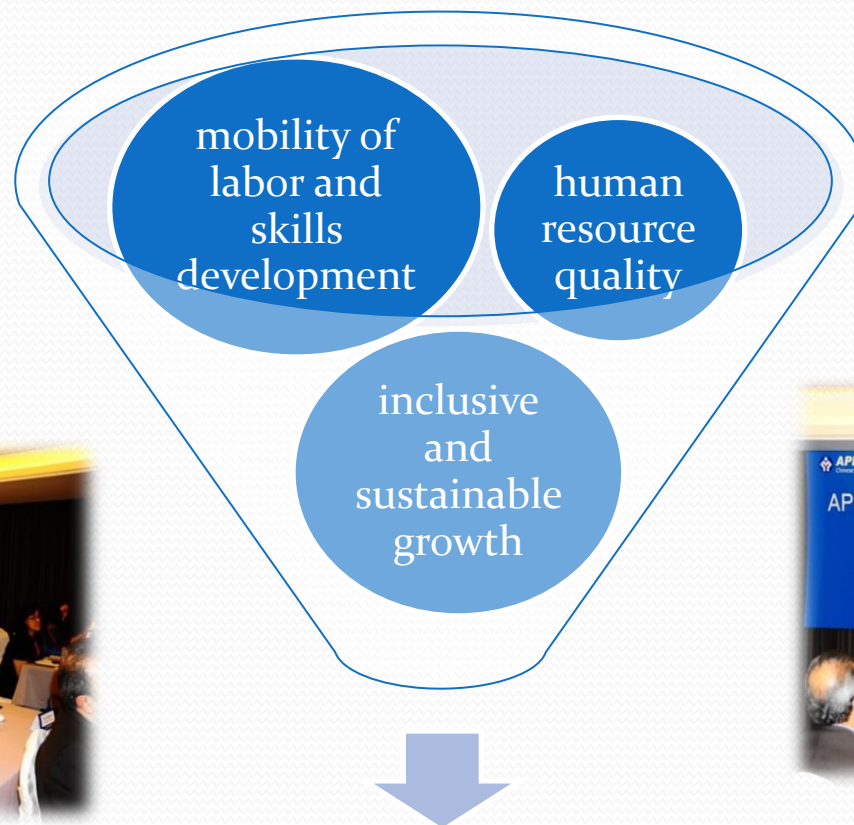 mobility of
labor and
skills
development
human
resource
quality
inclusive
and
sustainable
growth
AP